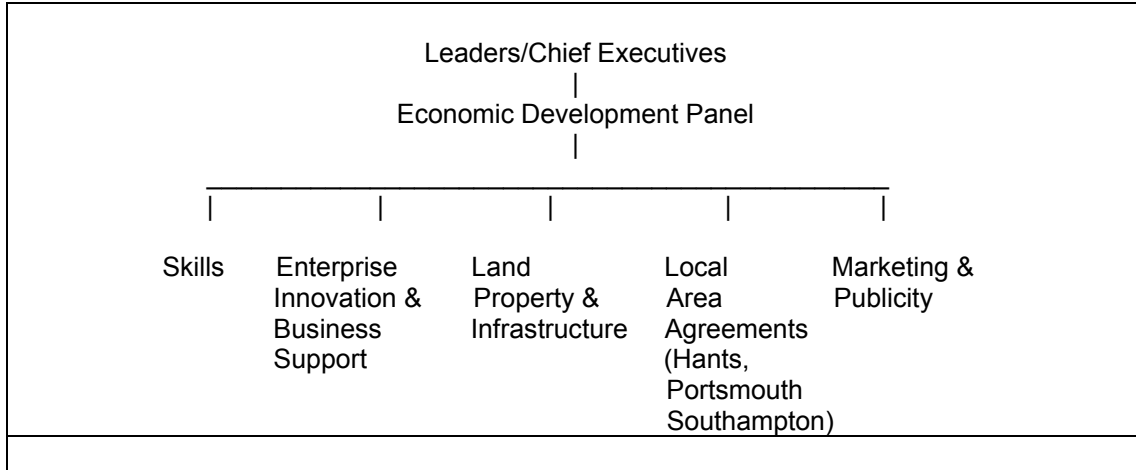 Leaders/Chief Executives
Economic Development Panel
Skills
Enterprise
Innovation &
Business
Support
Land
Property &
Infrastructure
Local
Area
Agreements
(Hants,
Portsmouth
Southampton)
Marketing &
Publicity